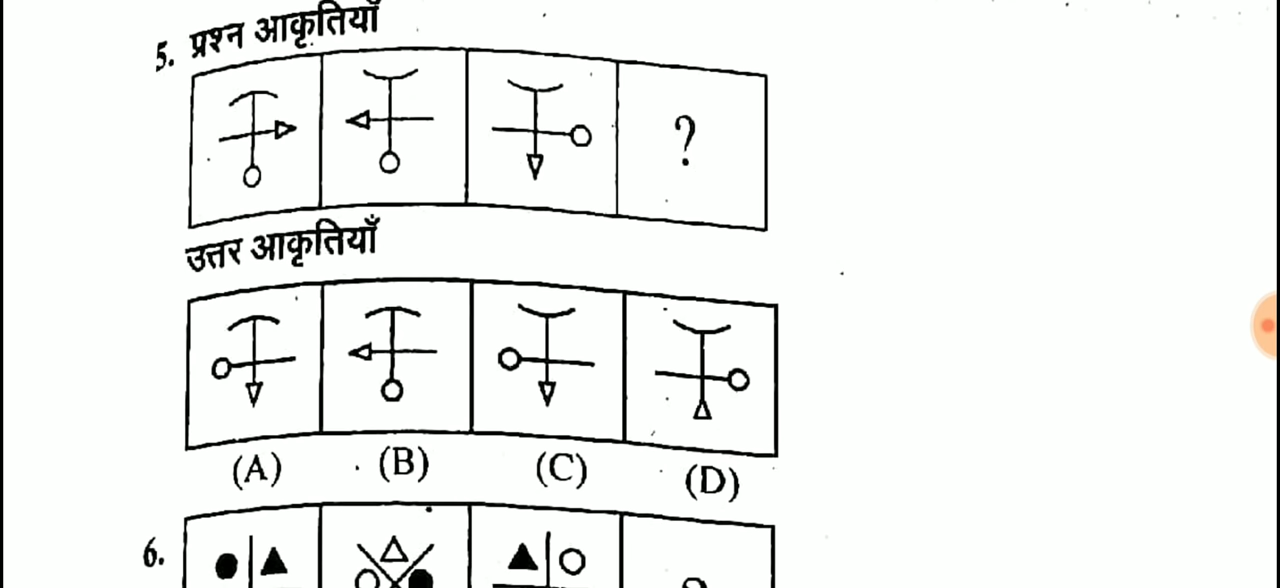 5. प्रश्न आकृतियाँ
?
उत्तर आकृतियाँ
(A) (B) (C) (D)
6.